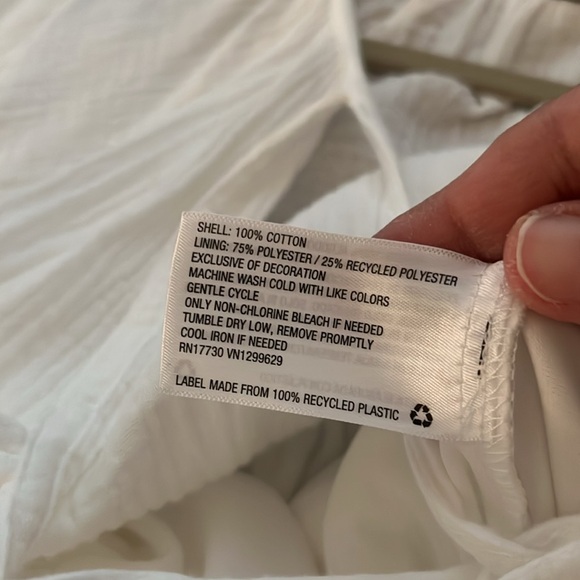 SHELL: 100% COTTON
LINING: 75% POLYESTER / 25% RECYCLED POLYESTER
EXCLUSIVE OF DECORATION
MACHINE WASH COLD WITH LIKE COLORS
GENTLE CYCLE
ONLY NON-CHLORINE BLEACH IF NEEDED
TUMBLE DRY LOW, REMOVE PROMPTLY
COOL IRON IF NEEDED
RN17730 VN1299629
LABEL MADE FROM 100% RECYCLED PLASTIC